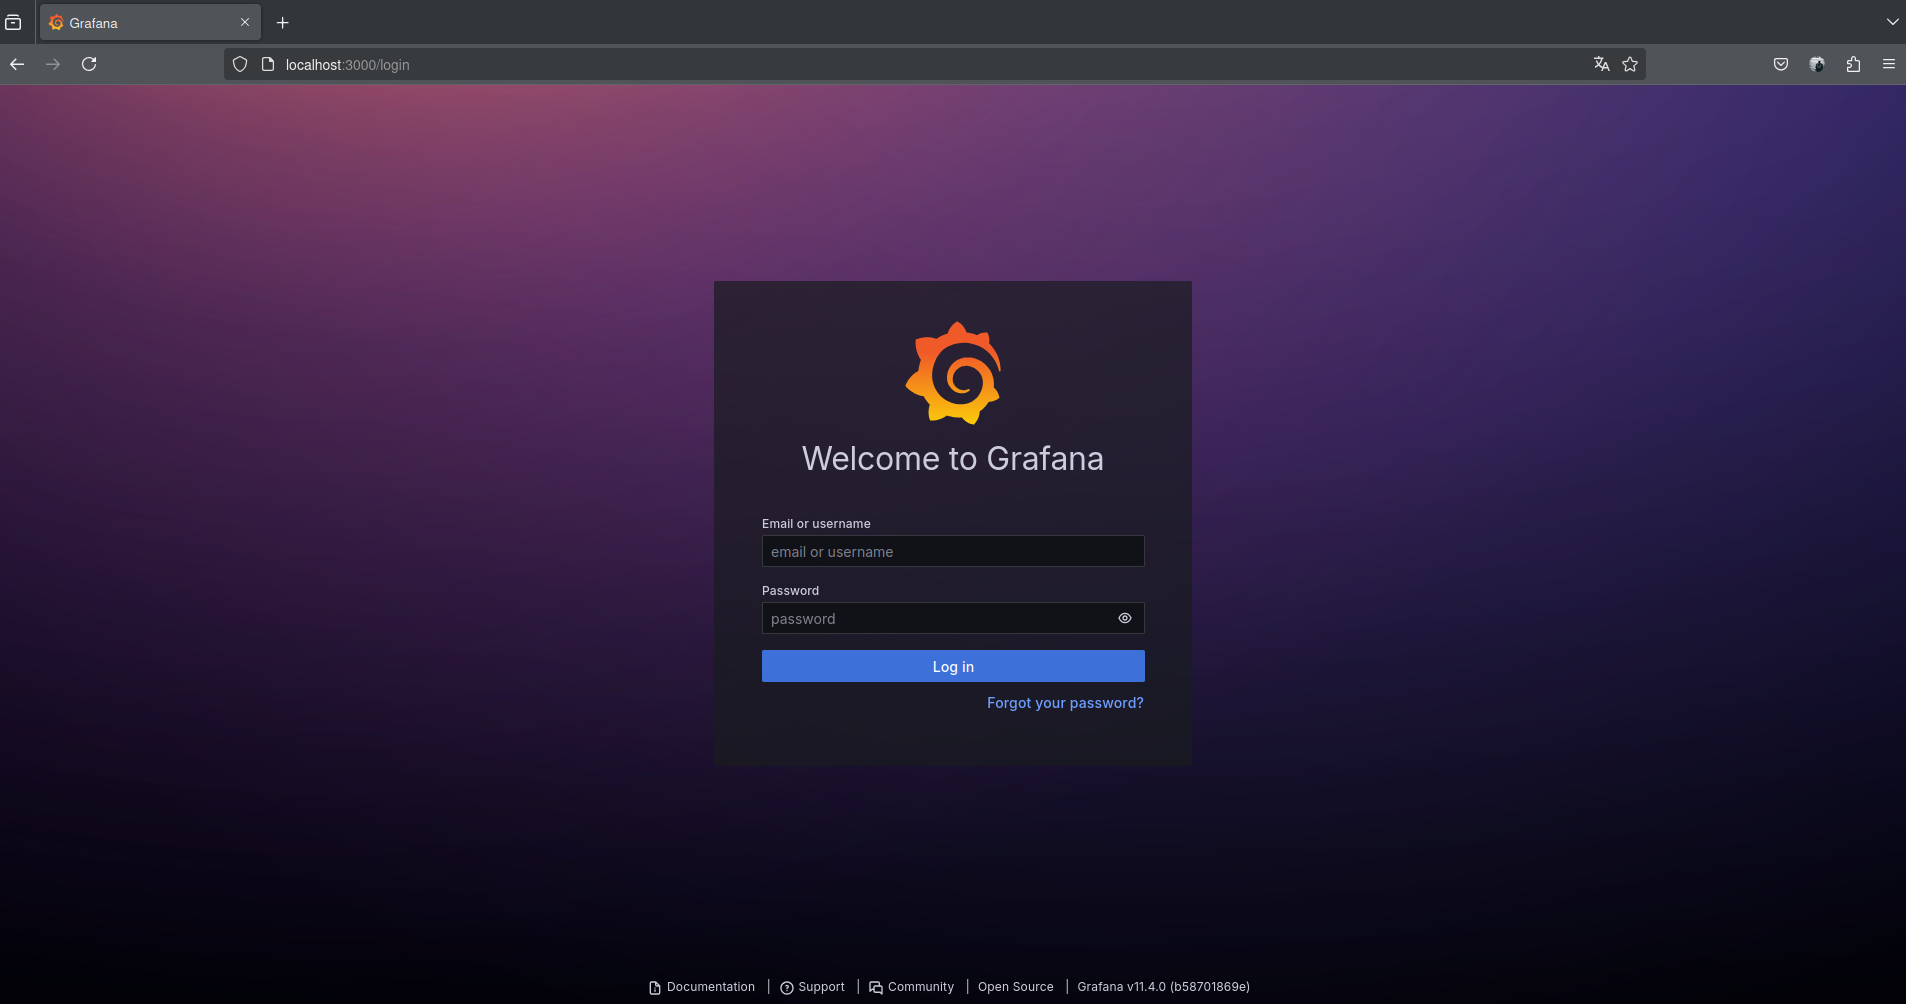 Grafana
localhost:3000/login
Welcome to Grafana
Email or username
email or username
Password
password
Log in
Forgot your password?
Documentation | Support | Community | Open Source | Grafana v11.4.0 (b58701869e)